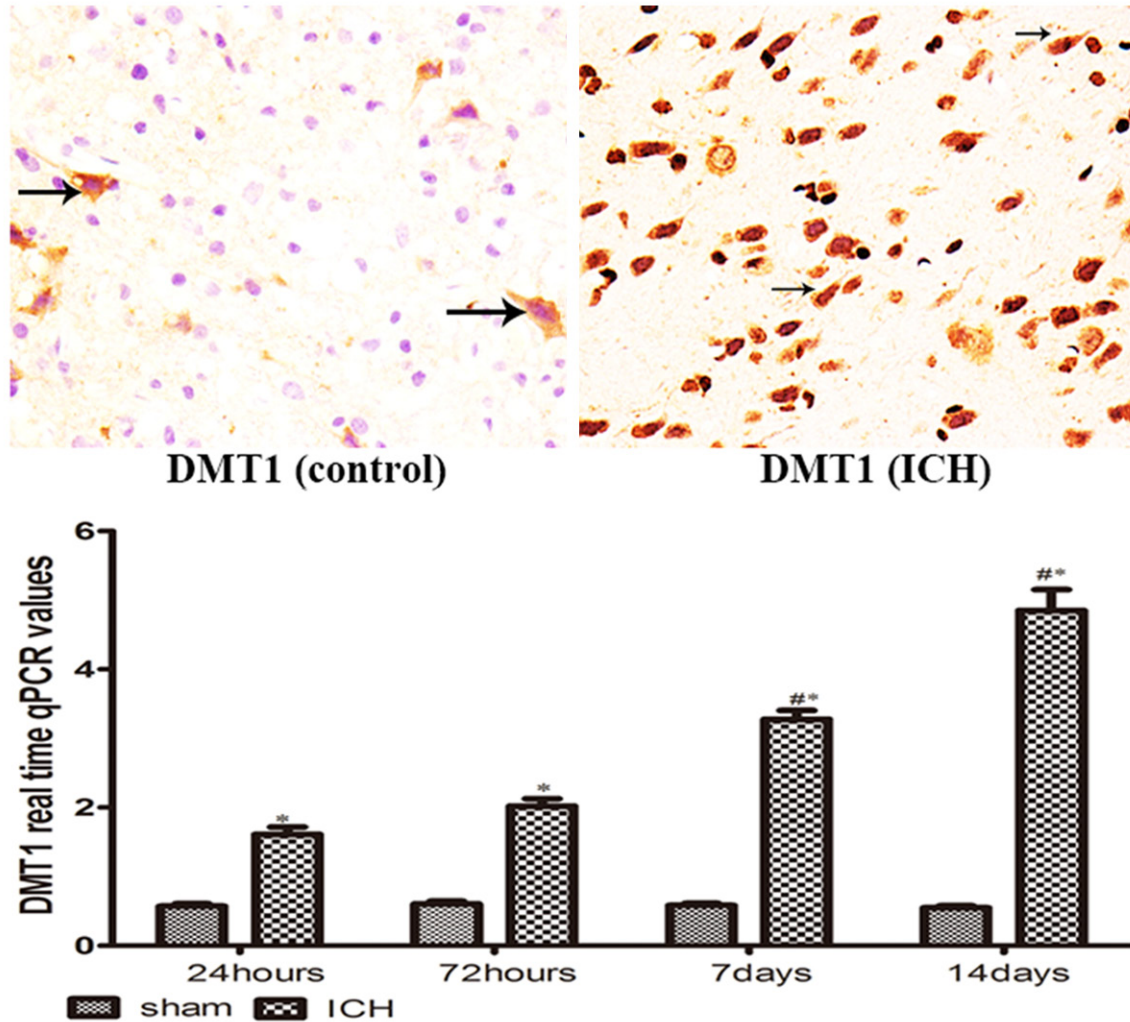 DMT1 (control)
DMT1 (ICH)
DMT1 real time qPCR values
6
4
2
0
*
*
#*
#*
24hours
72hours
7days
14days
sham
ICH